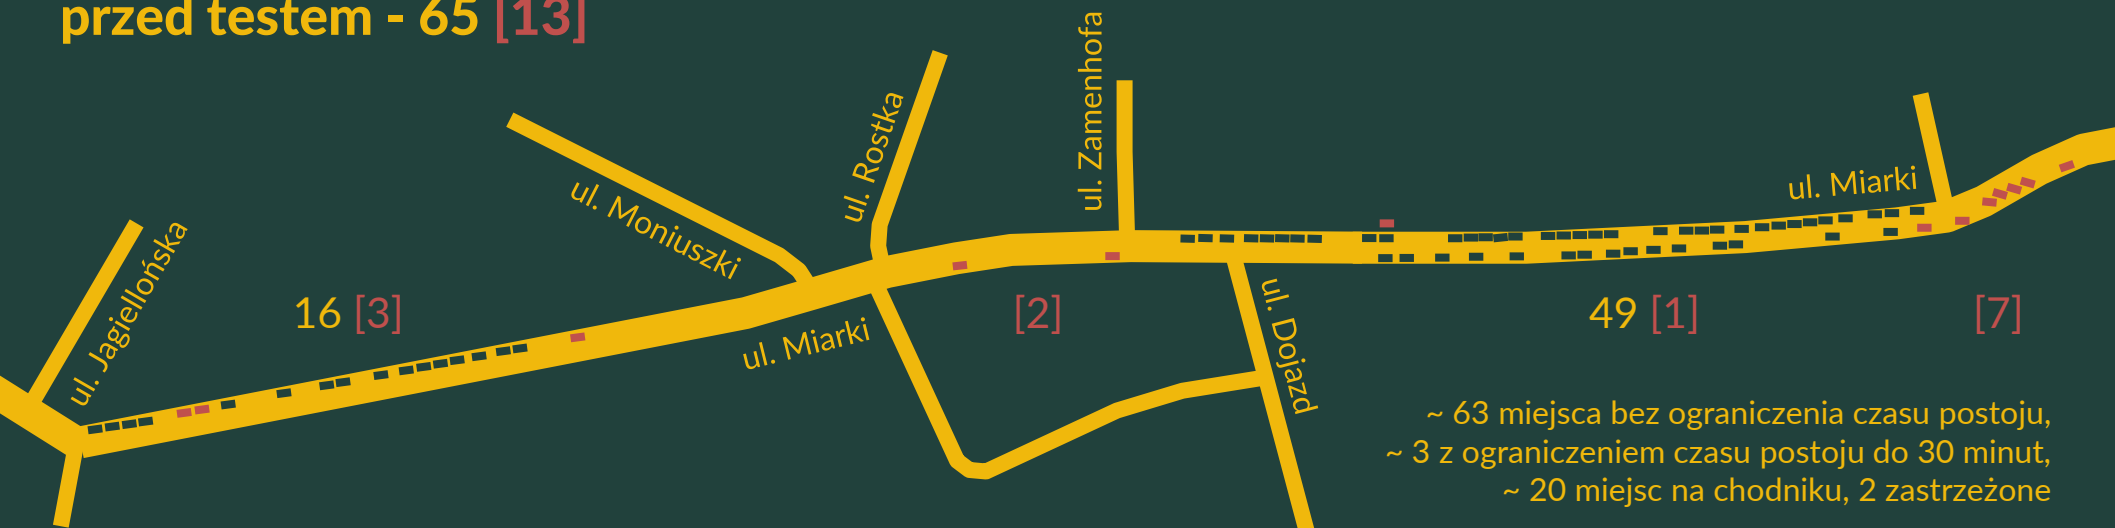 przed testem - 65 [13]
ul. Jagiellońska
16 [3]
ul. Moniuszki
ul. Rostka
ul. Miarki
ul. Zamenhofa
[2]
ul. Dojazd
ul. Miarki
49 [1]
[7]
~ 63 miejsca bez ograniczenia czasu postoju,
~ 3 z ograniczeniem czasu postoju do 30 minut,
~ 20 miejsc na chodniku, 2 zastrzeżone